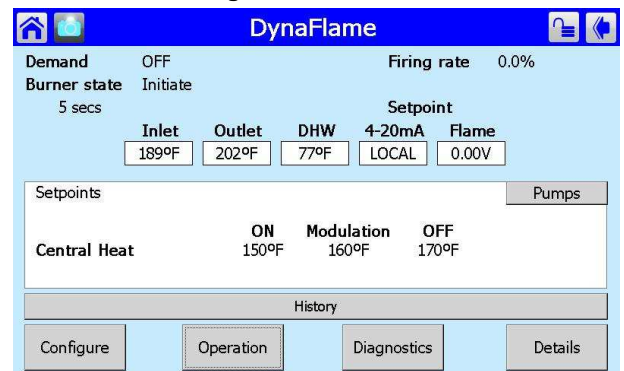 DynaFlame
Demand OFF Firing rate 0.0%
Burner state Initiate
5 secs Setpoint
Inlet Outlet DHW 4-20mA Flame
189ºF 202ºF 77ºF LOCAL 0.00V
Setpoints Pumps
ON Modulation OFF
Central Heat 150ºF 160ºF 170ºF
History
Configure Operation Diagnostics Details